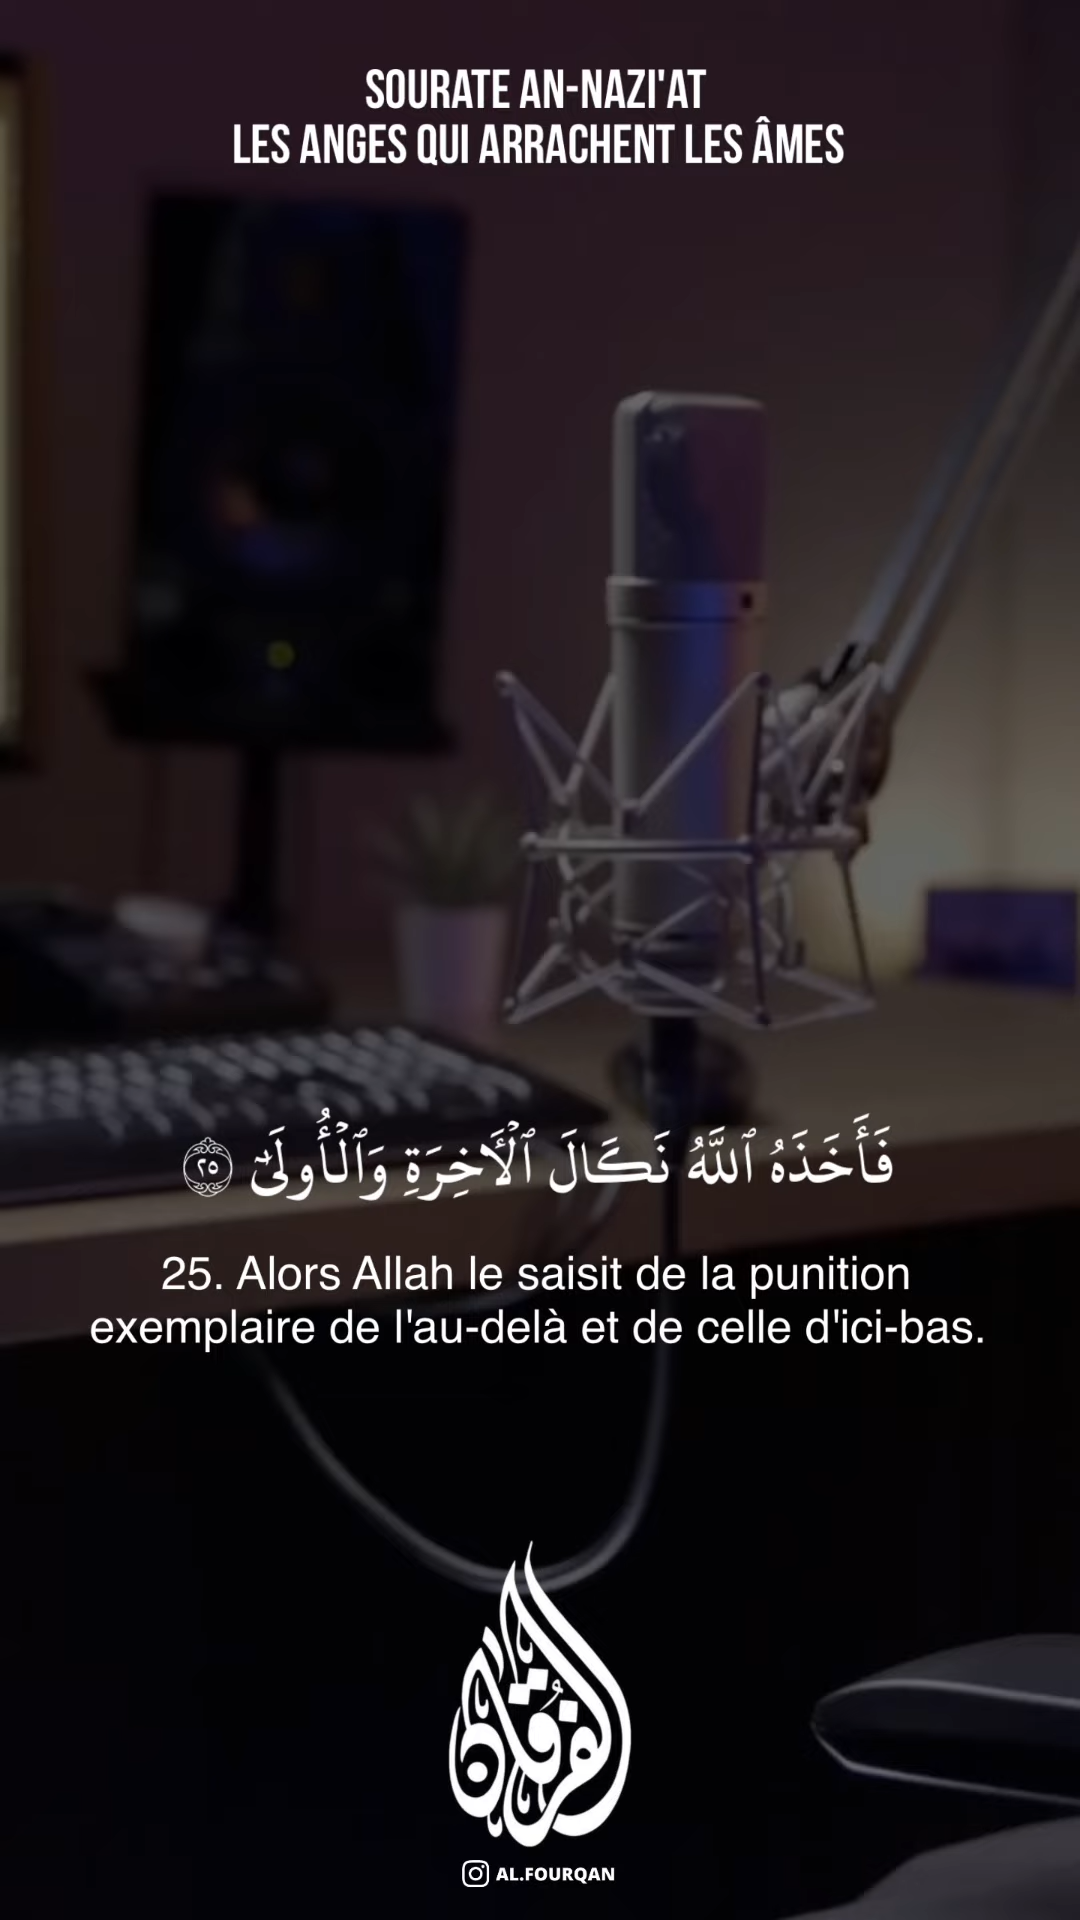 SOURATE AN-NAZI'AT
LES ANGES QUI ARRACHENT LES ÂMES
فَأَخَذَهُ ٱللَّهُ نَكَالَ ٱلْأَخِرَةِ وَٱلْأُولَىٰٓ ٢٥
25. Alors Allah le saisit de la punition
exemplaire de l'au-delà et de celle d'ici-bas.
الفرقان
AL.FOURQAN